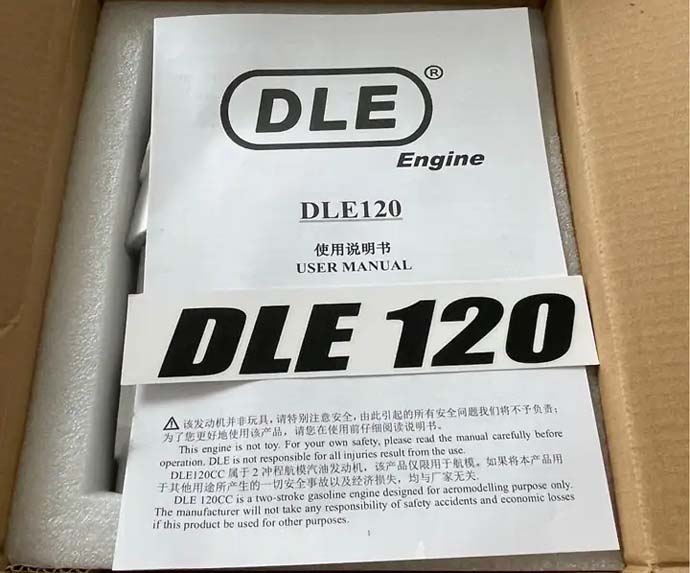 DLE®
Engine
DLE120
使用说明书
USER MANUAL
DLE 120
⚠ 该发动机并非玩具，请特别注意安全，由此引起的所有安全问题我们将不予负责；
为了您更好地使用该产品，请您在使用前仔细阅读说明书。
This engine is not toy. For your own safety, please read the manual carefully before
operation. DLE is not responsible for all injuries result from the use.
DLE120CC 属于 2 冲程航模汽油发动机，该产品仅限用于航模。如果将本产品用
于其他用途所产生的一切安全事故以及经济损失，均与厂家无关.
DLE 120CC is a two-stroke gasoline engine designed for aeromodelling purpose only.
The manufacturer will not take any responsibility of safety accidents and economic losses
if this product be used for other purposes.
1